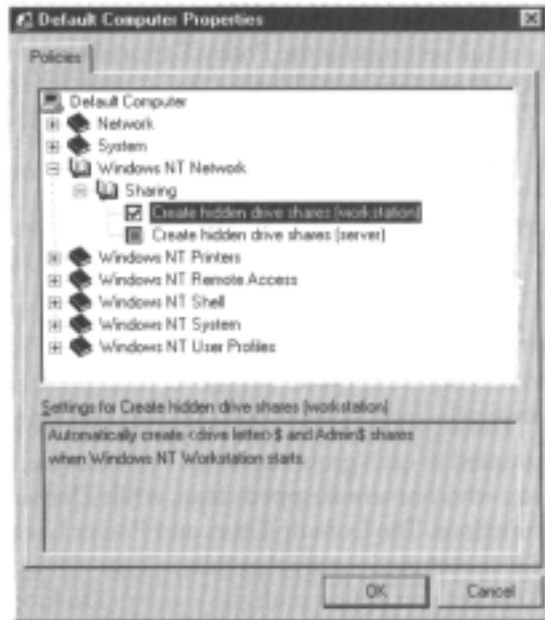 Default Computer Properties
Policies
Default Computer
Network
System
Windows NT Network
Sharing
Create hidden drive shares (workstation)
Create hidden drive shares (server)
Windows NT Printers
Windows NT Remote Access
Windows NT Shell
Windows NT System
Windows NT User Profiles
Settings for Create hidden drive shares (workstation)
Automatically create <drive letter>$ and Admin$ shares
when Windows NT Workstation starts.
OK
Cancel